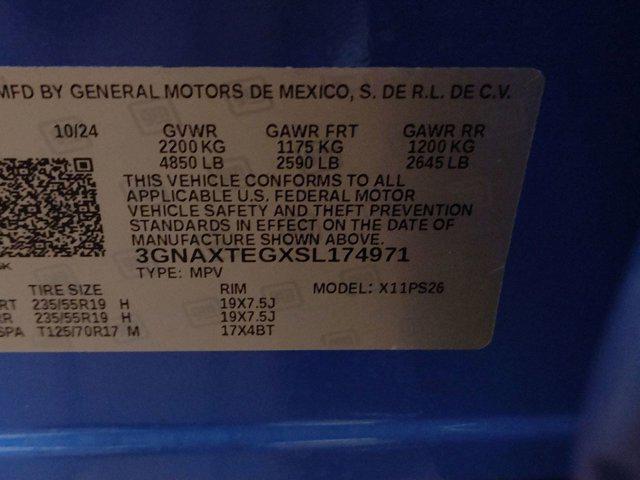 MFD BY GENERAL MOTORS DE MEXICO, S. DE R.L. DE C.V.
10/24 GVWR GAWR FRT GAWR RR
2200 KG 1175 KG 1200 KG
4850 LB 2590 LB 2645 LB
THIS VEHICLE CONFORMS TO ALL
APPLICABLE U.S. FEDERAL MOTOR
VEHICLE SAFETY AND THEFT PREVENTION
STANDARDS IN EFFECT ON THE DATE OF
MANUFACTURE SHOWN ABOVE.
3GNAXTEGXSL174971
TYPE: MPV
TIRE SIZE RIM MODEL: X11PS26
RT 235/55R19 H 19X7.5J
RR 235/55R19 H 19X7.5J
SPA T125/70R17 M 17X4BT